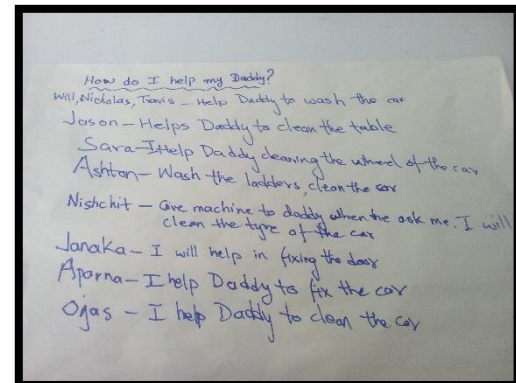 How do I help my Daddy?
Will, Nicholas, Travis - Help Daddy to wash the car
Jason - Helps Daddy to clean the table
Sara - I Help Daddy cleaning the wheel of the car
Ashton - Wash the ladders, clean the car
Nishchit - Give machine to daddy when he ask me. I will
clean the tyre of the car
Janaka - I will help in fixing the door
Aparna - I help Daddy to fix the car
Ojas - I help Daddy to clean the car